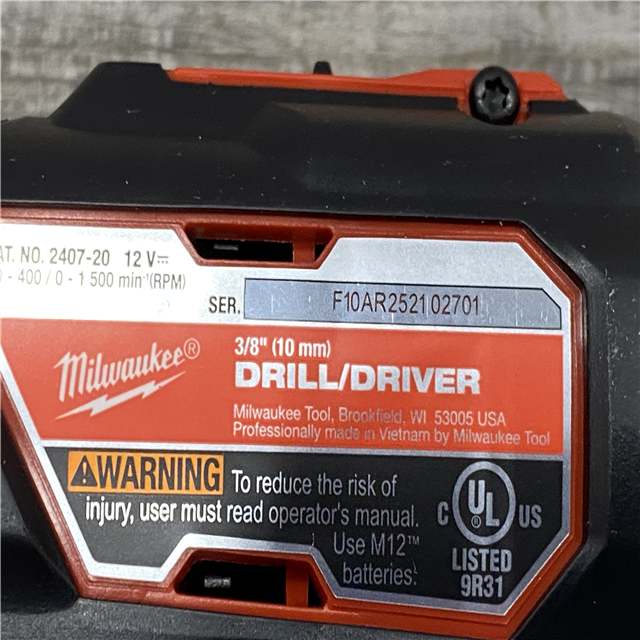 AT. NO. 2407-20 12 V⎓
0 - 400 / 0 - 1 500 min⁻¹(RPM)
SER. F10AR252102701
Milwaukee®
3/8" (10 mm)
DRILL/DRIVER
Milwaukee Tool, Brookfield, WI 53005 USA
Professionally made in Vietnam by Milwaukee Tool
WARNING To reduce the risk of
injury, user must read operator's manual.
Use M12™
batteries.
C UL® US
LISTED
9R31